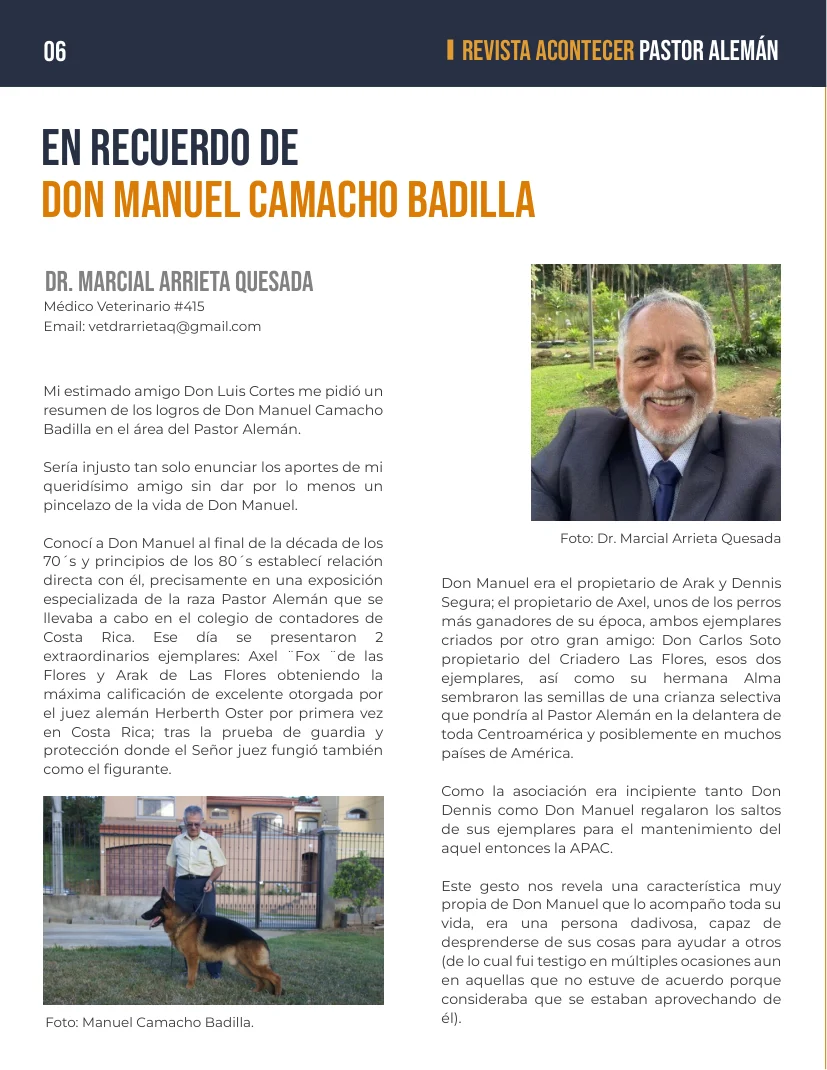 06
REVISTA ACONTECER PASTOR ALEMÁN
EN RECUERDO DE
DON MANUEL CAMACHO BADILLA
DR. MARCIAL ARRIETA QUESADA
Médico Veterinario #415
Email: vetdrarrietaq@gmail.com
Mi estimado amigo Don Luis Cortes me pidió un
resumen de los logros de Don Manuel Camacho
Badilla en el área del Pastor Alemán.
Sería injusto tan solo enunciar los aportes de mi
queridísimo amigo sin dar por lo menos un
pincelazo de la vida de Don Manuel.
Conocí a Don Manuel al final de la década de los
70´s y principios de los 80´s establecí relación
directa con él, precisamente en una exposición
especializada de la raza Pastor Alemán que se
llevaba a cabo en el colegio de contadores de
Costa Rica. Ese día se presentaron 2
extraordinarios ejemplares: Axel ¨Fox ¨de las
Flores y Arak de Las Flores obteniendo la
máxima calificación de excelente otorgada por
el juez alemán Herberth Oster por primera vez
en Costa Rica; tras la prueba de guardia y
protección donde el Señor juez fungió también
como el figurante.
Foto: Manuel Camacho Badilla.
Foto: Dr. Marcial Arrieta Quesada
Don Manuel era el propietario de Arak y Dennis
Segura; el propietario de Axel, unos de los perros
más ganadores de su época, ambos ejemplares
criados por otro gran amigo: Don Carlos Soto
propietario del Criadero Las Flores, esos dos
ejemplares, así como su hermana Alma
sembraron las semillas de una crianza selectiva
que pondría al Pastor Alemán en la delantera de
toda Centroamérica y posiblemente en muchos
países de América.
Como la asociación era incipiente tanto Don
Dennis como Don Manuel regalaron los saltos
de sus ejemplares para el mantenimiento del
aquel entonces la APAC.
Este gesto nos revela una característica muy
propia de Don Manuel que lo acompaño toda su
vida, era una persona dadivosa, capaz de
desprenderse de sus cosas para ayudar a otros
(de lo cual fui testigo en múltiples ocasiones aun
en aquellas que no estuve de acuerdo porque
consideraba que se estaban aprovechando de
él).